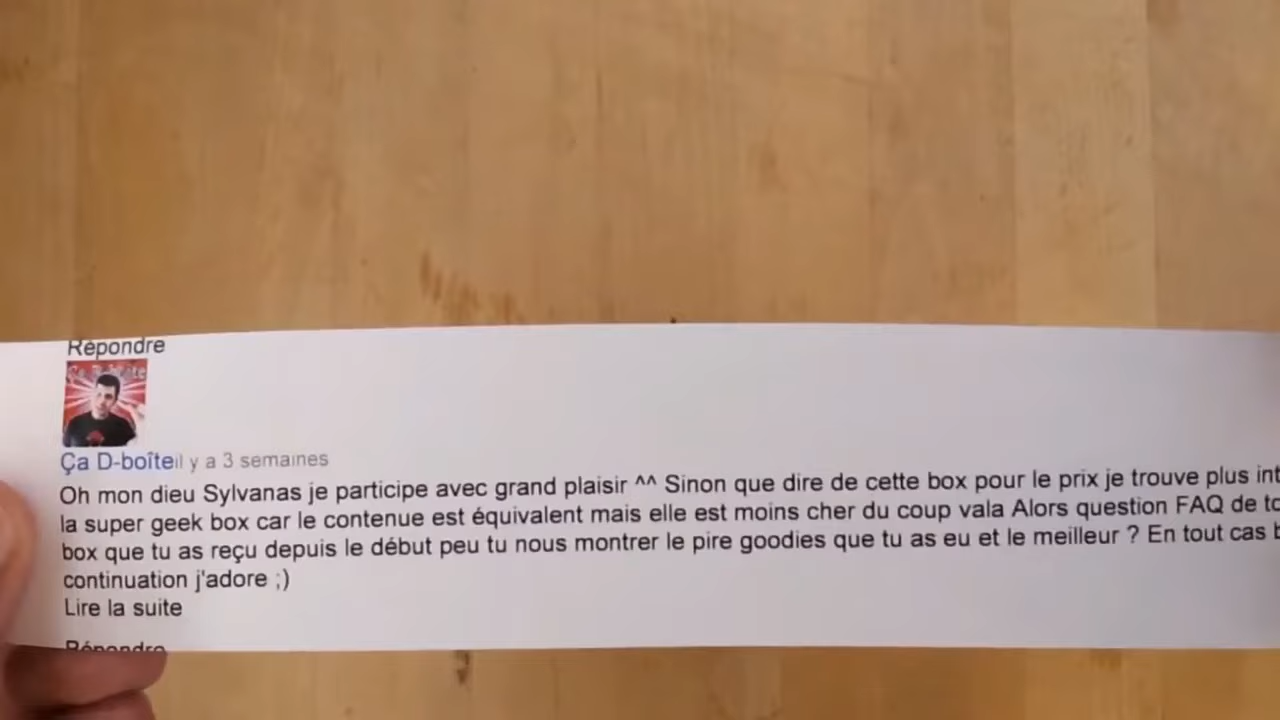 Répondre
Ça D-boîte
Ça D-boîteil y a 3 semaines
Oh mon dieu Sylvanas je participe avec grand plaisir ^^ Sinon que dire de cette box pour le prix je trouve plus int
la super geek box car le contenue est équivalent mais elle est moins cher du coup vala Alors question FAQ de to
box que tu as reçu depuis le début peu tu nous montrer le pire goodies que tu as eu et le meilleur ? En tout cas b
continuation j'adore ;)
Lire la suite
Répondre